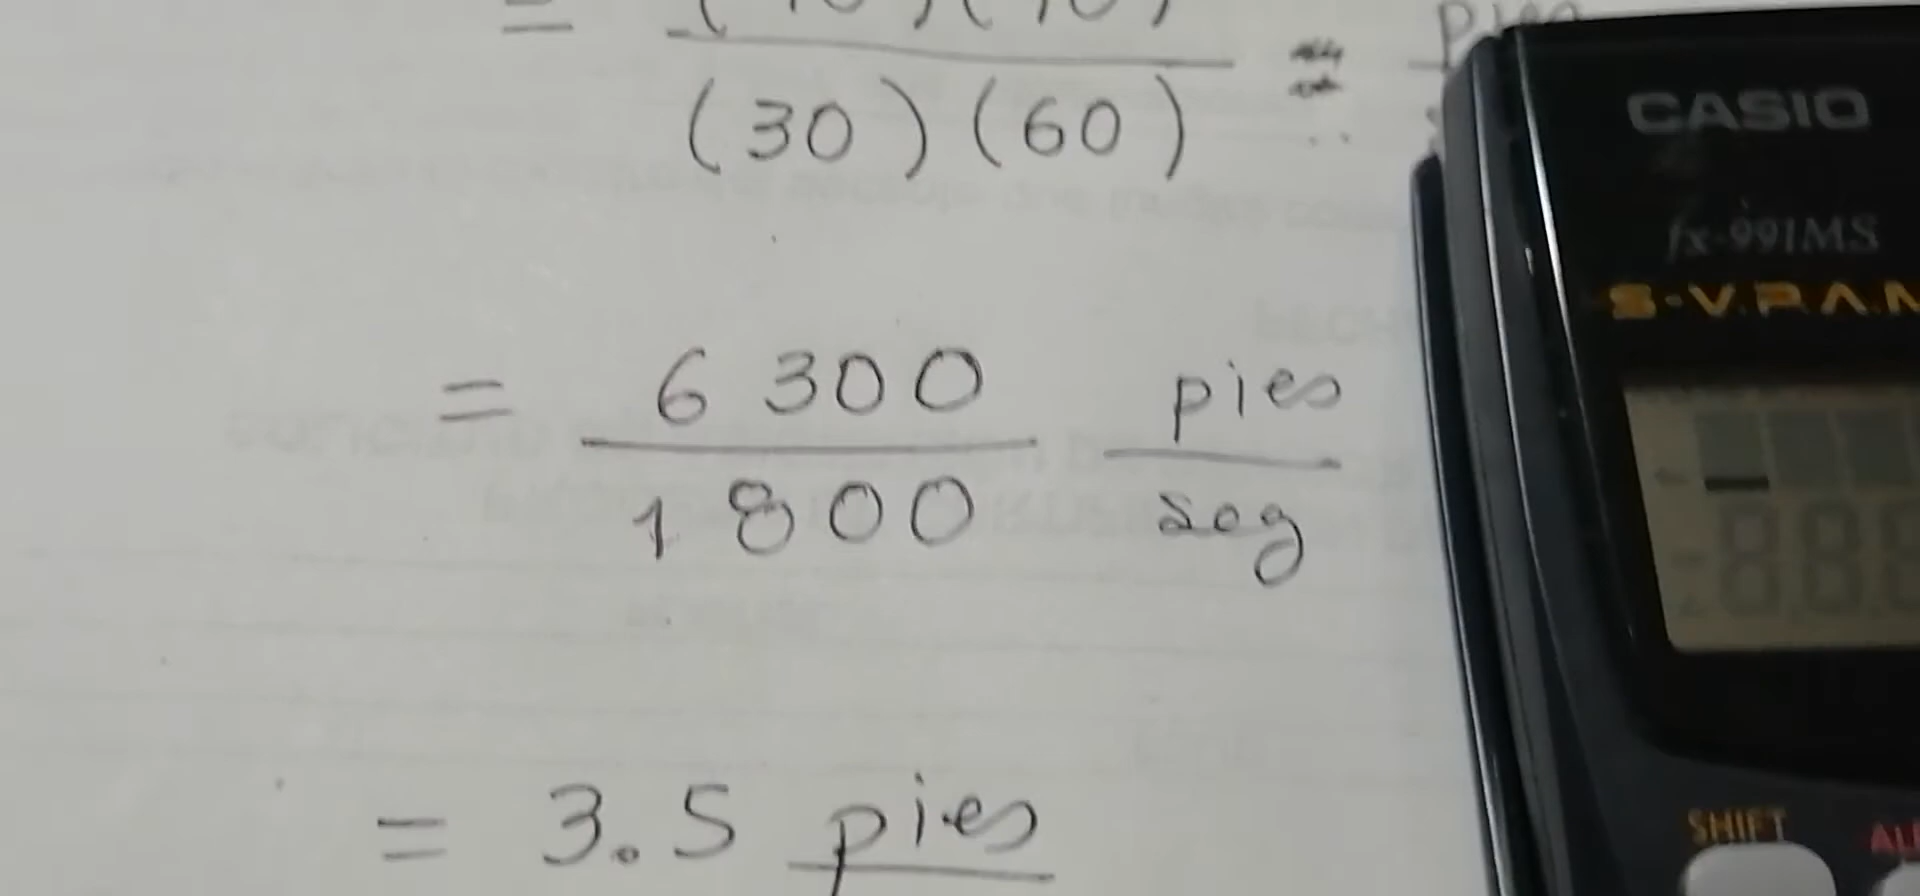 =
(30)(60)
CASIO
fx-991MS
S-V.P.A.M
= 6300 pies
1800 seg
= 3.5 pies
SHIFT